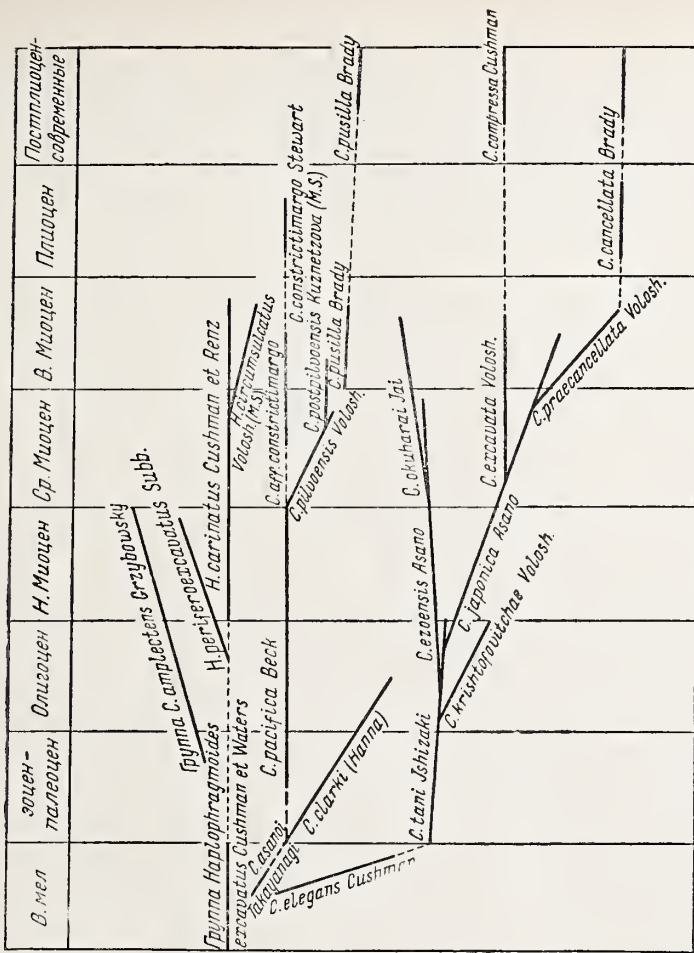 В. мел
эоцен-
палеоцен
Олигоцен
Н. Миоцен
Ср. Миоцен
В. Миоцен
Плиоцен
Постплиоцен-
современные
Группа C. amplectens Grzybowsky
H. periferoexcavatus Subb.
Группа Haplophragmoides
excavatus Cushman et Waters
H. carinatus Cushman et Renz
H. circumsulcatus
Volosh. (M.S.)
C. asanoi
Takayanagi
C. pacifica Beck
C. aff. constrictimargo
C. constrictimargo Stewart
C. clarki (Hanna)
C. elegans Cushman
C. pilvoensis Volosh.
C. postpilvoensis Kuznetzova (M.S.)
C. pusilla Brady
C. pusilla Brady
C. tani Jshizaki
C. ezoensis Asano
C. okuharai Jai
C. krishtofovitchae Volosh.
C. japonica Asano
C. excavata Volosh.
C. compressa Cushman
C. praecancellata Volosh.
C. cancellata Brady